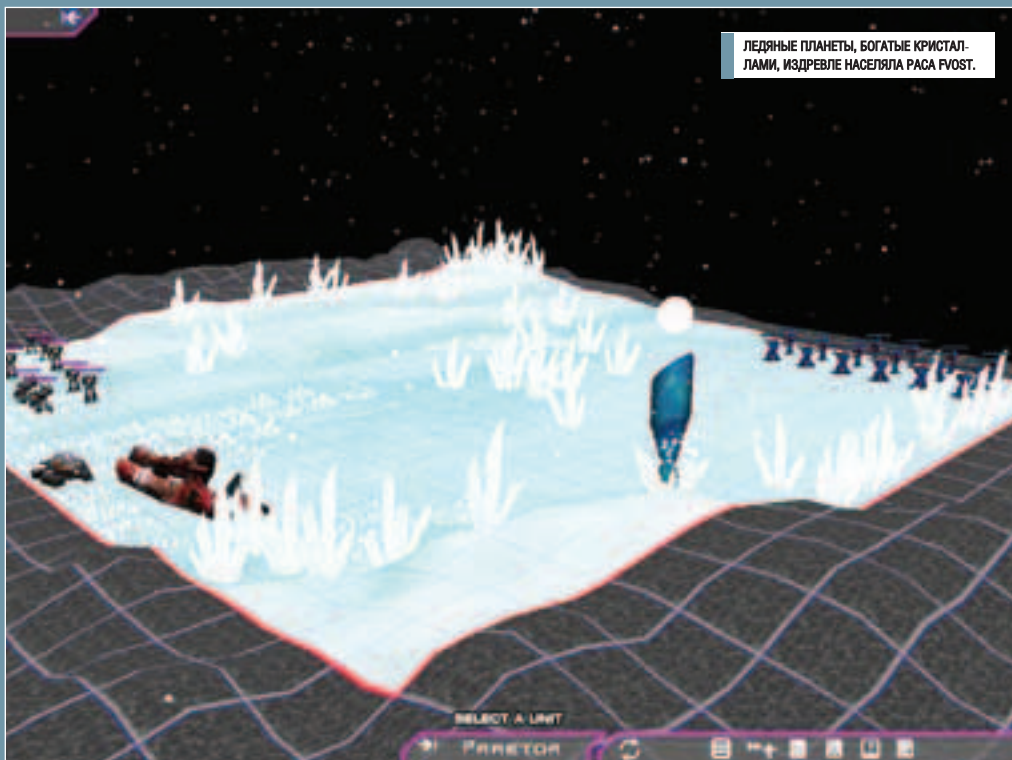 ЛЕДЯНЫЕ ПЛАНЕТЫ, БОГАТЫЕ КРИСТАЛ-
ЛАМИ, ИЗДРЕВЛЕ НАСЕЛЯЛА РАСА FVOST.
SELECT A UNIT